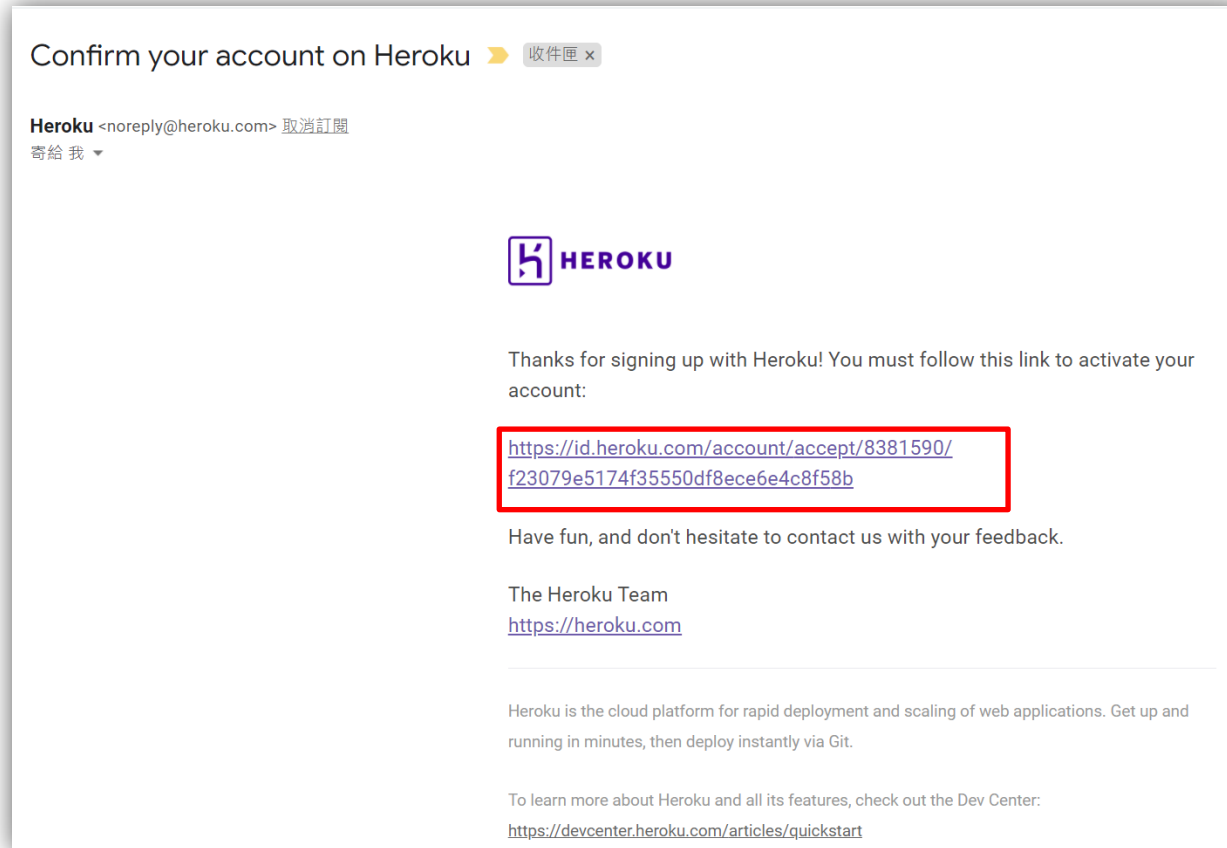 Confirm your account on Heroku 收件匣 x
Heroku <noreply@heroku.com> 取消訂閱
寄給 我
HEROKU
Thanks for signing up with Heroku! You must follow this link to activate your
account:
https://id.heroku.com/account/accept/8381590/
f23079e5174f35550df8ece6e4c8f58b
Have fun, and don't hesitate to contact us with your feedback.
The Heroku Team
https://heroku.com
Heroku is the cloud platform for rapid deployment and scaling of web applications. Get up and
running in minutes, then deploy instantly via Git.
To learn more about Heroku and all its features, check out the Dev Center:
https://devcenter.heroku.com/articles/quickstart